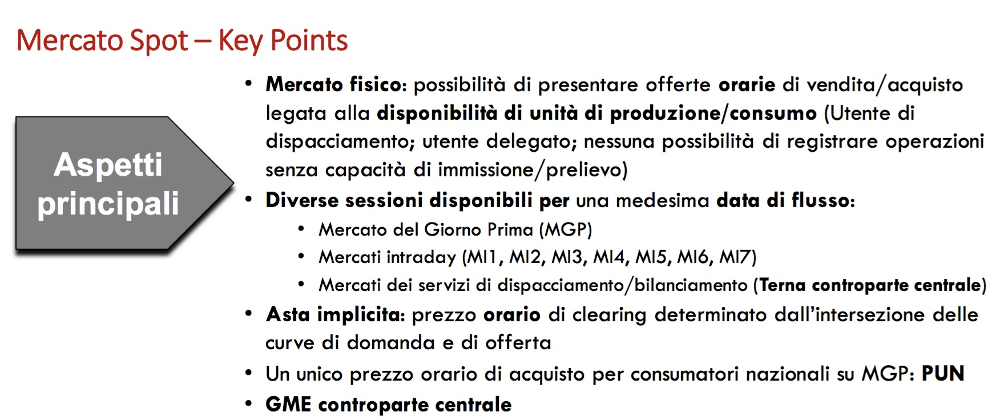 Mercato Spot – Key Points
Aspetti
principali
• Mercato fisico: possibilità di presentare offerte orarie di vendita/acquisto
legata alla disponibilità di unità di produzione/consumo (Utente di
dispacciamento; utente delegato; nessuna possibilità di registrare operazioni
senza capacità di immissione/prelievo)
• Diverse sessioni disponibili per una medesima data di flusso:
• Mercato del Giorno Prima (MGP)
• Mercati intraday (MI1, MI2, MI3, MI4, MI5, MI6, MI7)
• Mercati dei servizi di dispacciamento/bilanciamento (Terna controparte centrale)
• Asta implicita: prezzo orario di clearing determinato dall’intersezione delle
curve di domanda e di offerta
• Un unico prezzo orario di acquisto per consumatori nazionali su MGP: PUN
• GME controparte centrale